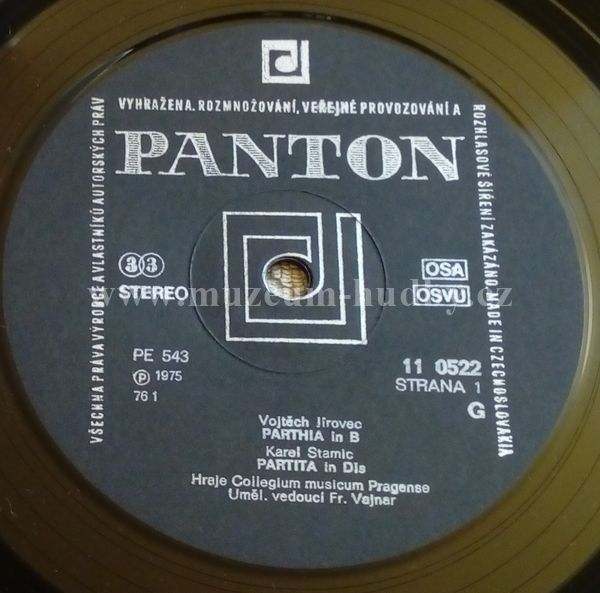 VYHRAŽENA. ROZMNOŽOVÁNÍ, VEŘEJNÉ PROVOZOVÁNÍ A
VŠECHNA PRÁVA VÝROBCE A VLASTNÍKŮ AUTORSKÝCH PRÁV
ROZHLASOVÉ ŠÍŘENÍ ZAKÁZÁNO. MADE IN CZECHOSLOVAKIA
PANTON
33
STEREO
OSA
OSVU
www.muzeum-hudby.cz
PE 543
Ⓟ 1975
76 1
11 0522
STRANA 1
G
Vojtěch Jírovec
PARTHIA in B
Karel Stamic
PARTITA in Dis
Hraje Collegium musicum Pragense
Uměl. vedoucí Fr. Vajnar